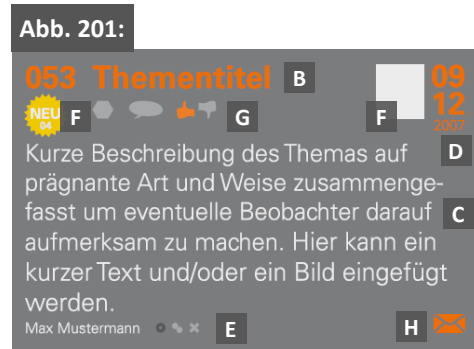 Abb. 201:
053 Thementitel B 09
NEU 04 F G F 12
2007
Kurze Beschreibung des Themas auf D
prägnante Art und Weise zusammenge-
fasst um eventuelle Beobachter darauf C
aufmerksam zu machen. Hier kann ein
kurzer Text und/oder ein Bild eingefügt
werden.
Max Mustermann E H